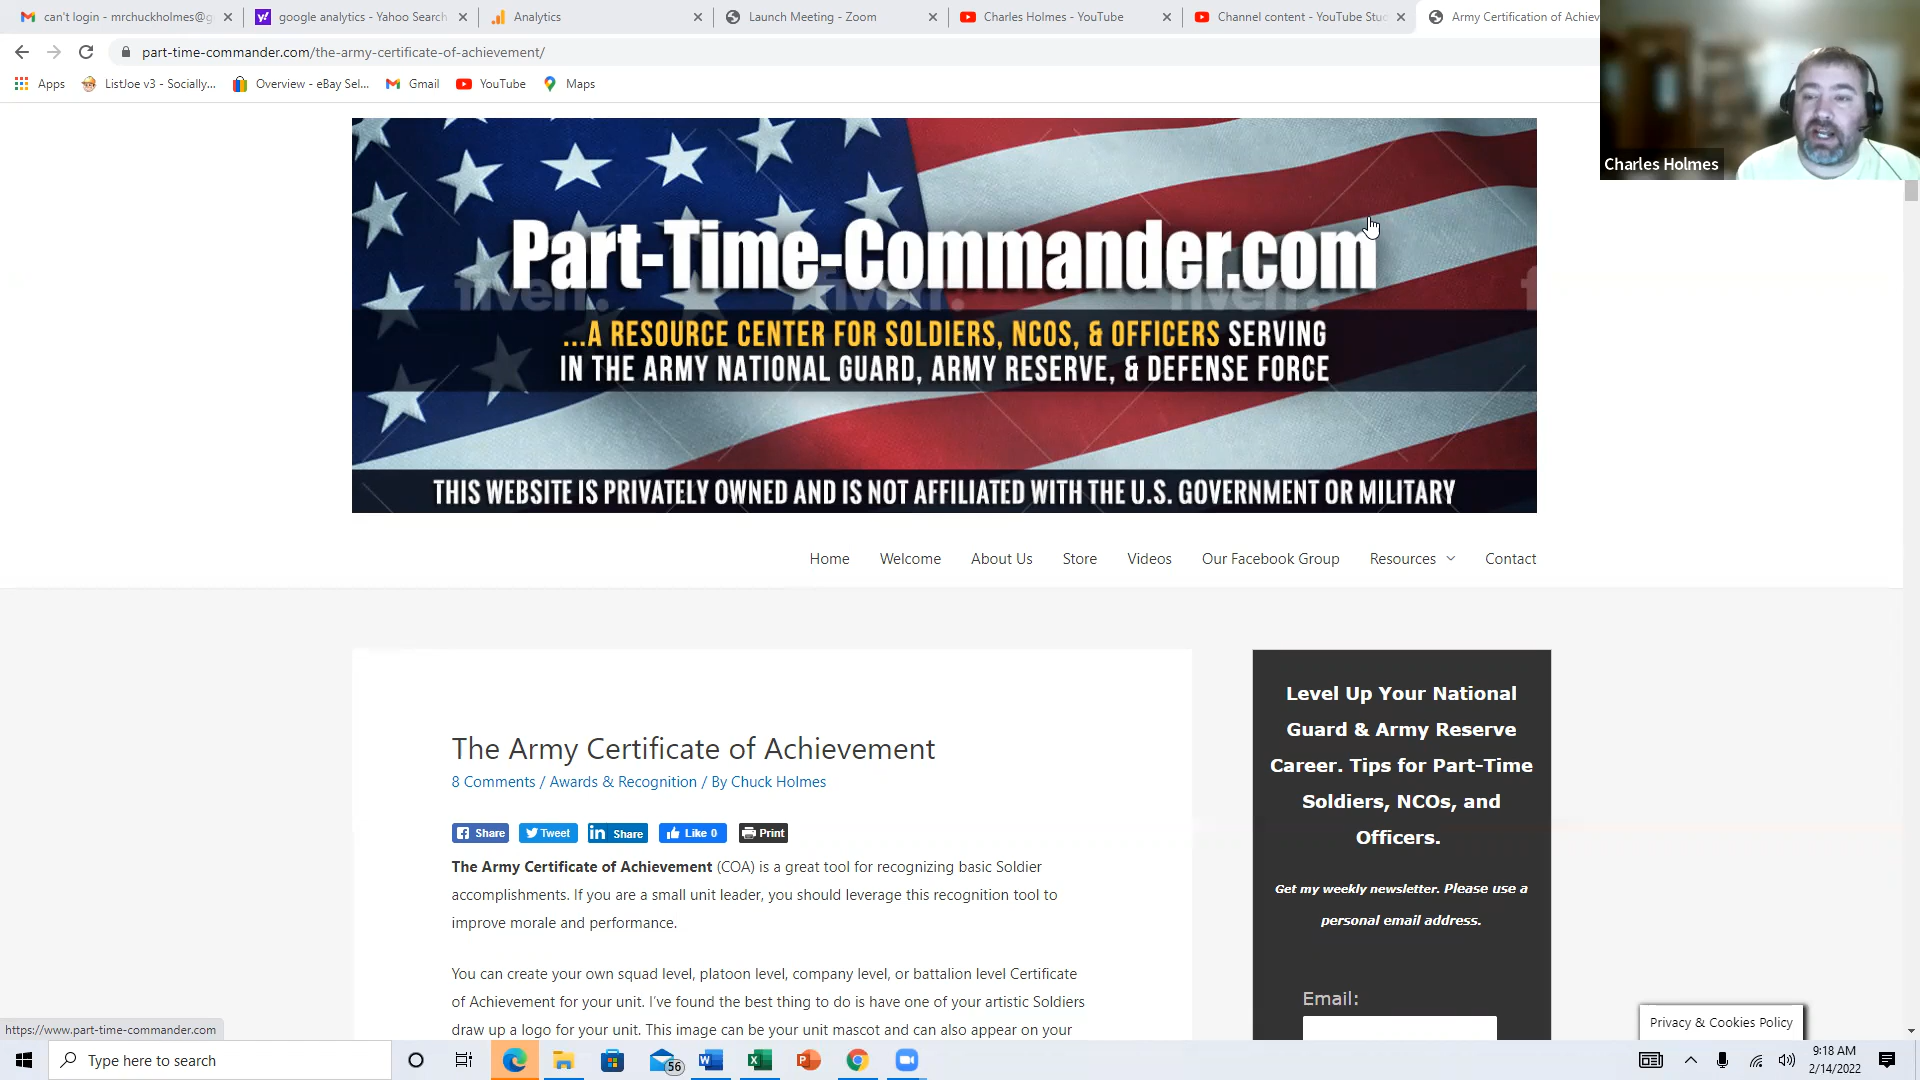 can't login - mrchuckholmes@g
google analytics - Yahoo Search
Analytics
Launch Meeting - Zoom
Charles Holmes - YouTube
Channel content - YouTube Stu
Army Certification of Achiev
part-time-commander.com/the-army-certificate-of-achievement/
Apps
ListJoe v3 - Socially...
Overview - eBay Sel...
Gmail
YouTube
Maps
Charles Holmes
Part-Time-Commander.com
fiverr.
...A RESOURCE CENTER FOR SOLDIERS, NCOS, & OFFICERS SERVING
IN THE ARMY NATIONAL GUARD, ARMY RESERVE, & DEFENSE FORCE
THIS WEBSITE IS PRIVATELY OWNED AND IS NOT AFFILIATED WITH THE U.S. GOVERNMENT OR MILITARY
Home Welcome About Us Store Videos Our Facebook Group Resources Contact
The Army Certificate of Achievement
8 Comments / Awards & Recognition / By Chuck Holmes
Share Tweet Share Like 0 Print
The Army Certificate of Achievement (COA) is a great tool for recognizing basic Soldier
accomplishments. If you are a small unit leader, you should leverage this recognition tool to
improve morale and performance.
You can create your own squad level, platoon level, company level, or battalion level Certificate
of Achievement for your unit. I've found the best thing to do is have one of your artistic Soldiers
draw up a logo for your unit. This image can be your unit mascot and can also appear on your
Level Up Your National
Guard & Army Reserve
Career. Tips for Part-Time
Soldiers, NCOs, and
Officers.
Get my weekly newsletter. Please use a
personal email address.
Email:
Privacy & Cookies Policy
https://www.part-time-commander.com
Type here to search
56
9:18 AM
2/14/2022